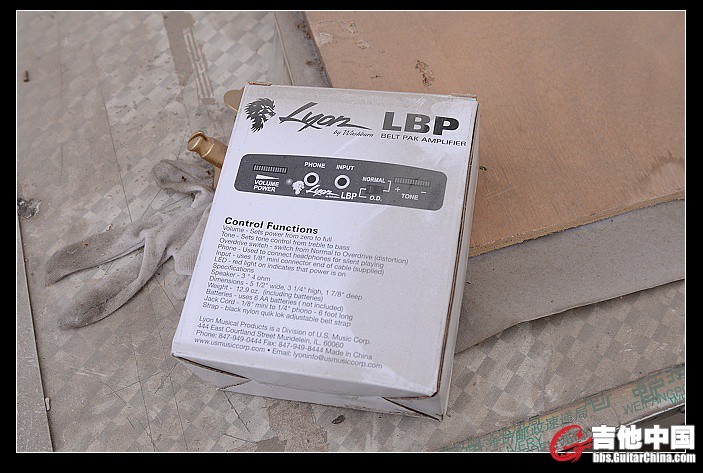 Lyon
by Washburn
LBP
BELT PAK AMPLIFIER
PHONE
INPUT
VOLUME
POWER
Lyon
by Washburn
LBP
NORMAL
O.D.
+
-
TONE
Control Functions
Volume - Sets power from zero to full
Tone - Sets tone control from treble to bass
Overdrive switch - switch from Normal to Overdrive (distortion)
Phone - Used to connect headphones for silent playing
Input - uses 1/8" mini connector end of cable (supplied)
LED - red light on indicates that power is on
Specifications
Speaker - 3 " 4 ohm
Dimensions - 5 1/2" wide, 3 1/4" high, 1 7/8" deep
Weight - 12.9 oz. (including batteries)
Batteries - uses 6 AA batteries ( not included)
Jack Cord - 1/8" mini to 1/4" phono - 6 foot long
Strap - black nylon quik lok adjustable belt strap
Lyon Musical Products is a Division of U.S. Music Corp.
444 East Courtland Street Mundelein, IL. 60060
Phone: 847-949-0444 Fax: 847-949-8444 Made in China
www.usmusiccorp.com • Email: lyoninfo@usmusiccorp.com
吉他中国
bbs.GuitarChina.com